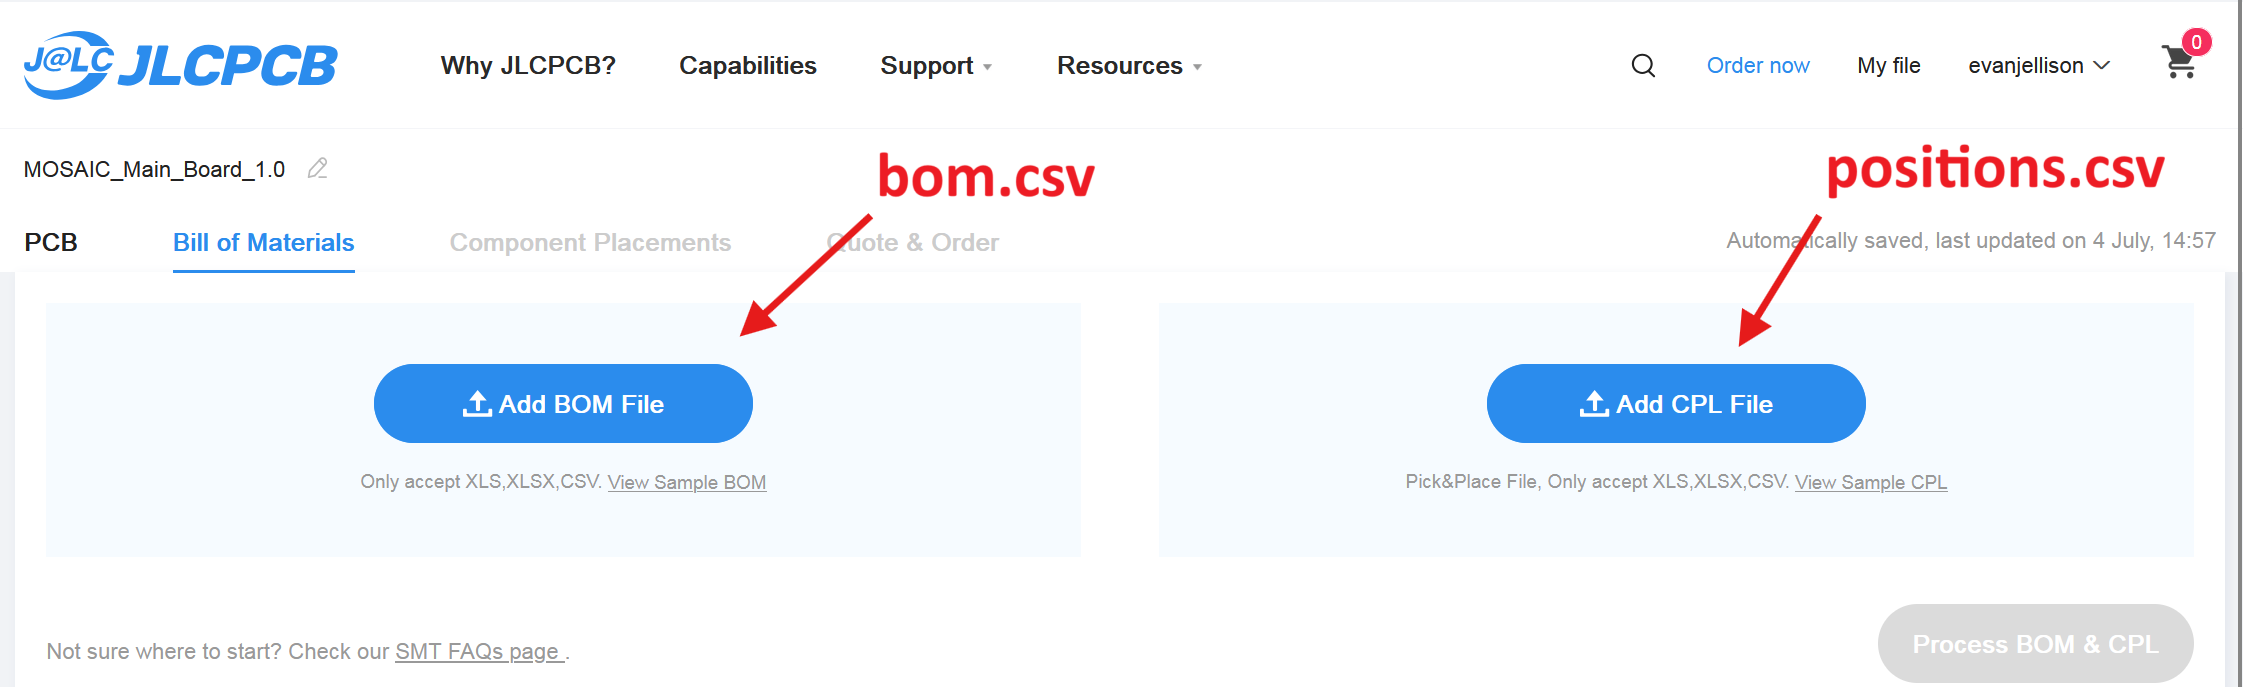 J@LC JLCPCB Why JLCPCB? Capabilities Support Resources Order now My file evanjellison 0
MOSAIC_Main_Board_1.0
bom.csv
positions.csv
PCB Bill of Materials Component Placements Quote & Order Automatically saved, last updated on 4 July, 14:57
Add BOM File
Add CPL File
Only accept XLS,XLSX,CSV. View Sample BOM
Pick&Place File, Only accept XLS,XLSX,CSV. View Sample CPL
Not sure where to start? Check our SMT FAQs page .
Process BOM & CPL